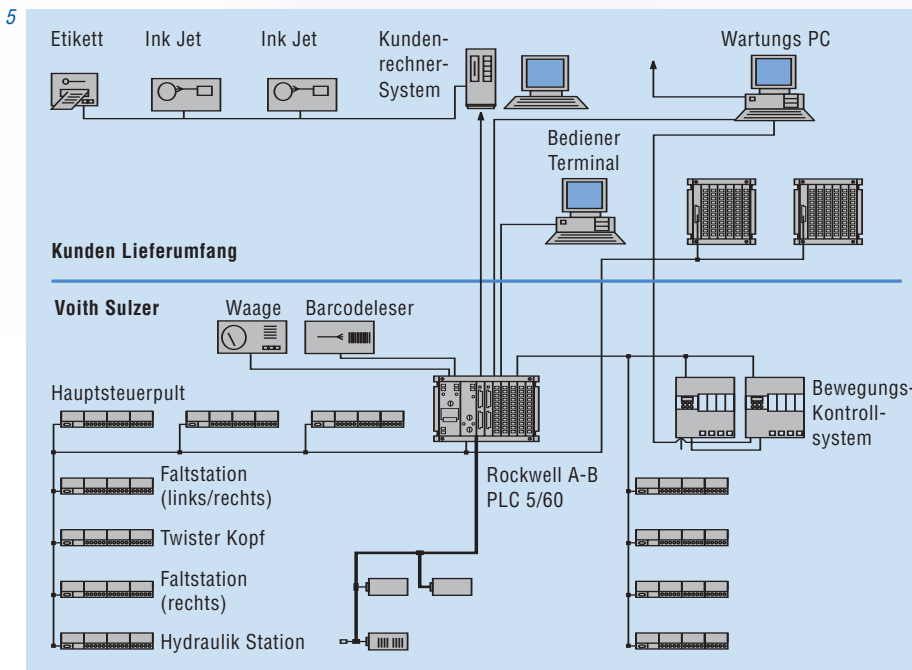 5
Etikett
Ink Jet
Ink Jet
Kunden-
rechner-
System
Wartungs PC
Bediener
Terminal
Kunden Lieferumfang
Voith Sulzer
Waage
Barcodeleser
Hauptsteuerpult
Bewegungs-
Kontroll-
system
Rockwell A-B
PLC 5/60
Faltstation
(links/rechts)
Twister Kopf
Faltstation
(rechts)
Hydraulik Station